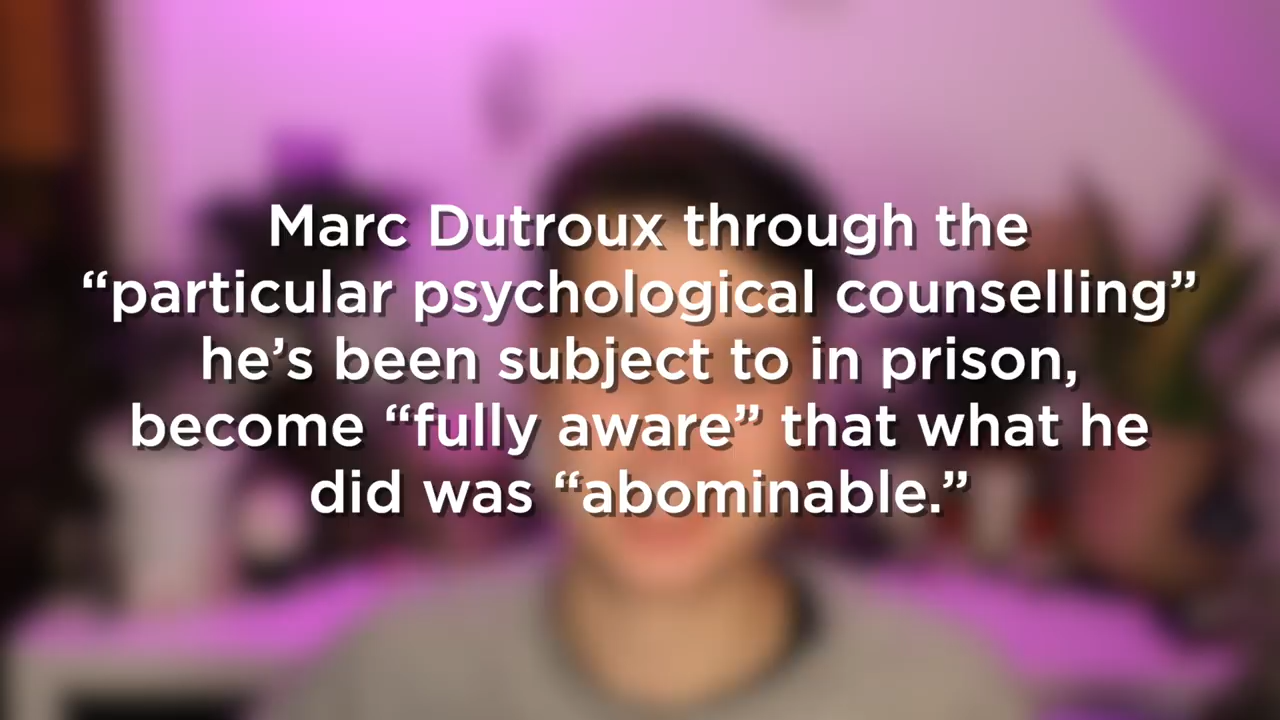 Marc Dutroux through the
“particular psychological counselling”
he’s been subject to in prison,
become “fully aware” that what he
did was “abominable.”